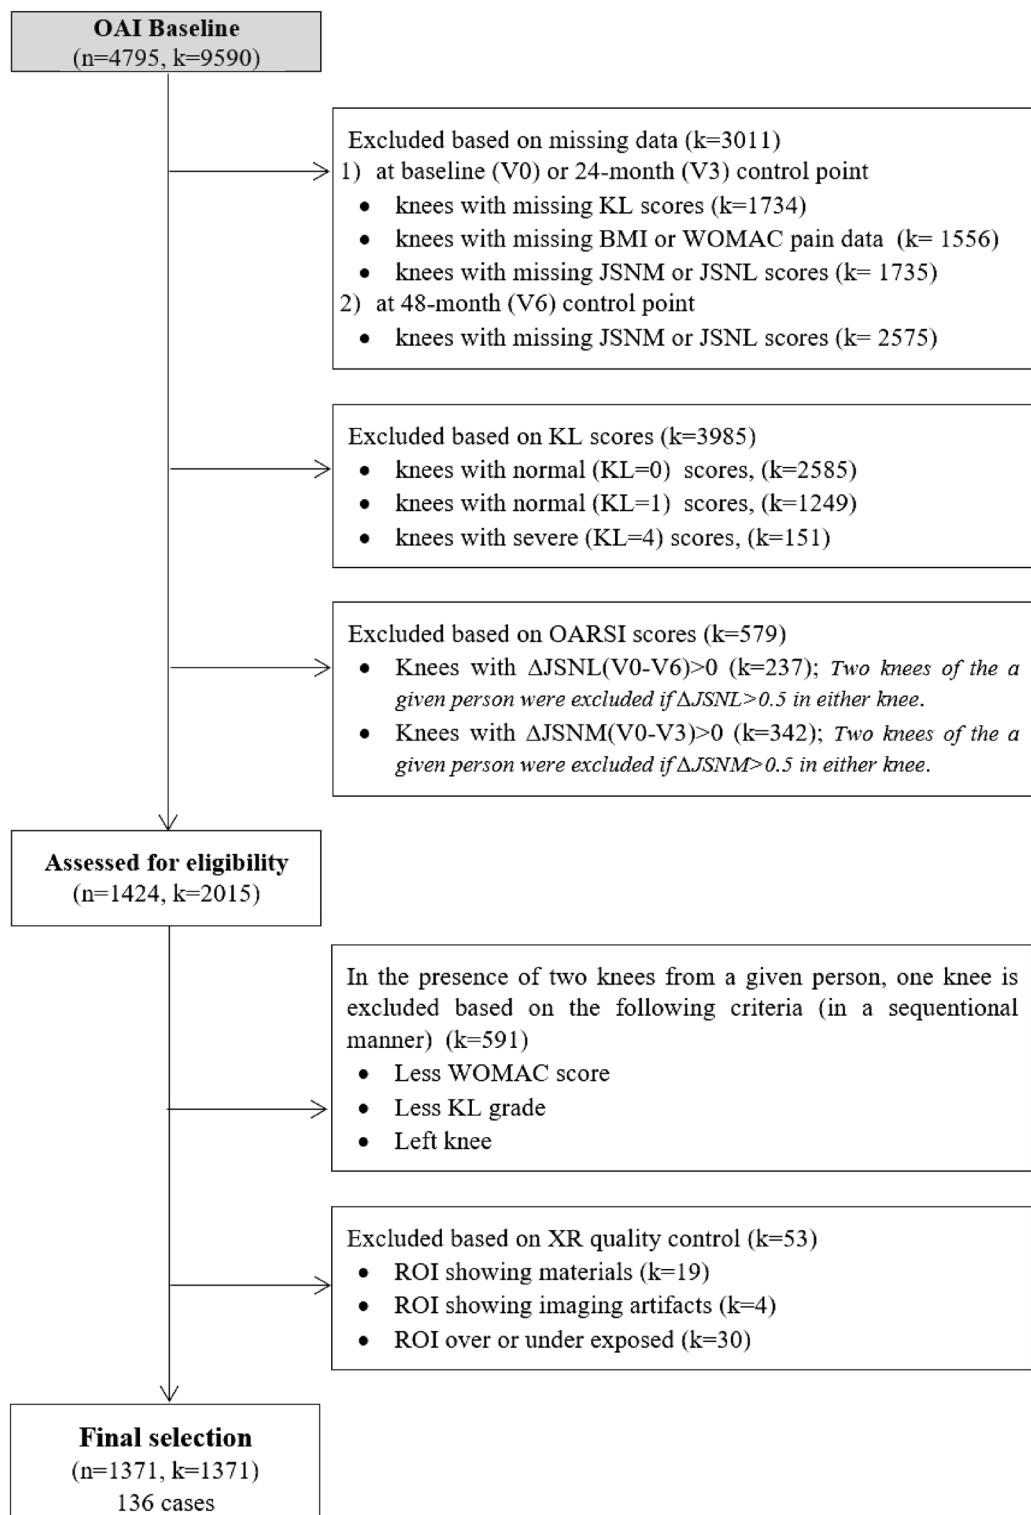 OAI Baseline
(n=4795, k=9590)
Excluded based on missing data (k=3011)
1) at baseline (V0) or 24-month (V3) control point
• knees with missing KL scores (k=1734)
• knees with missing BMI or WOMAC pain data (k= 1556)
• knees with missing JSNM or JSNL scores (k= 1735)
2) at 48-month (V6) control point
• knees with missing JSNM or JSNL scores (k= 2575)
Excluded based on KL scores (k=3985)
• knees with normal (KL=0) scores, (k=2585)
• knees with normal (KL=1) scores, (k=1249)
• knees with severe (KL=4) scores, (k=151)
Excluded based on OARSI scores (k=579)
• Knees with ΔJSNL(V0-V6)>0 (k=237); Two knees of the a
given person were excluded if ΔJSNL>0.5 in either knee.
• Knees with ΔJSNM(V0-V3)>0 (k=342); Two knees of the a
given person were excluded if ΔJSNM>0.5 in either knee.
Assessed for eligibility
(n=1424, k=2015)
In the presence of two knees from a given person, one knee is
excluded based on the following criteria (in a sequentional
manner) (k=591)
• Less WOMAC score
• Less KL grade
• Left knee
Excluded based on XR quality control (k=53)
• ROI showing materials (k=19)
• ROI showing imaging artifacts (k=4)
• ROI over or under exposed (k=30)
Final selection
(n=1371, k=1371)
136 cases